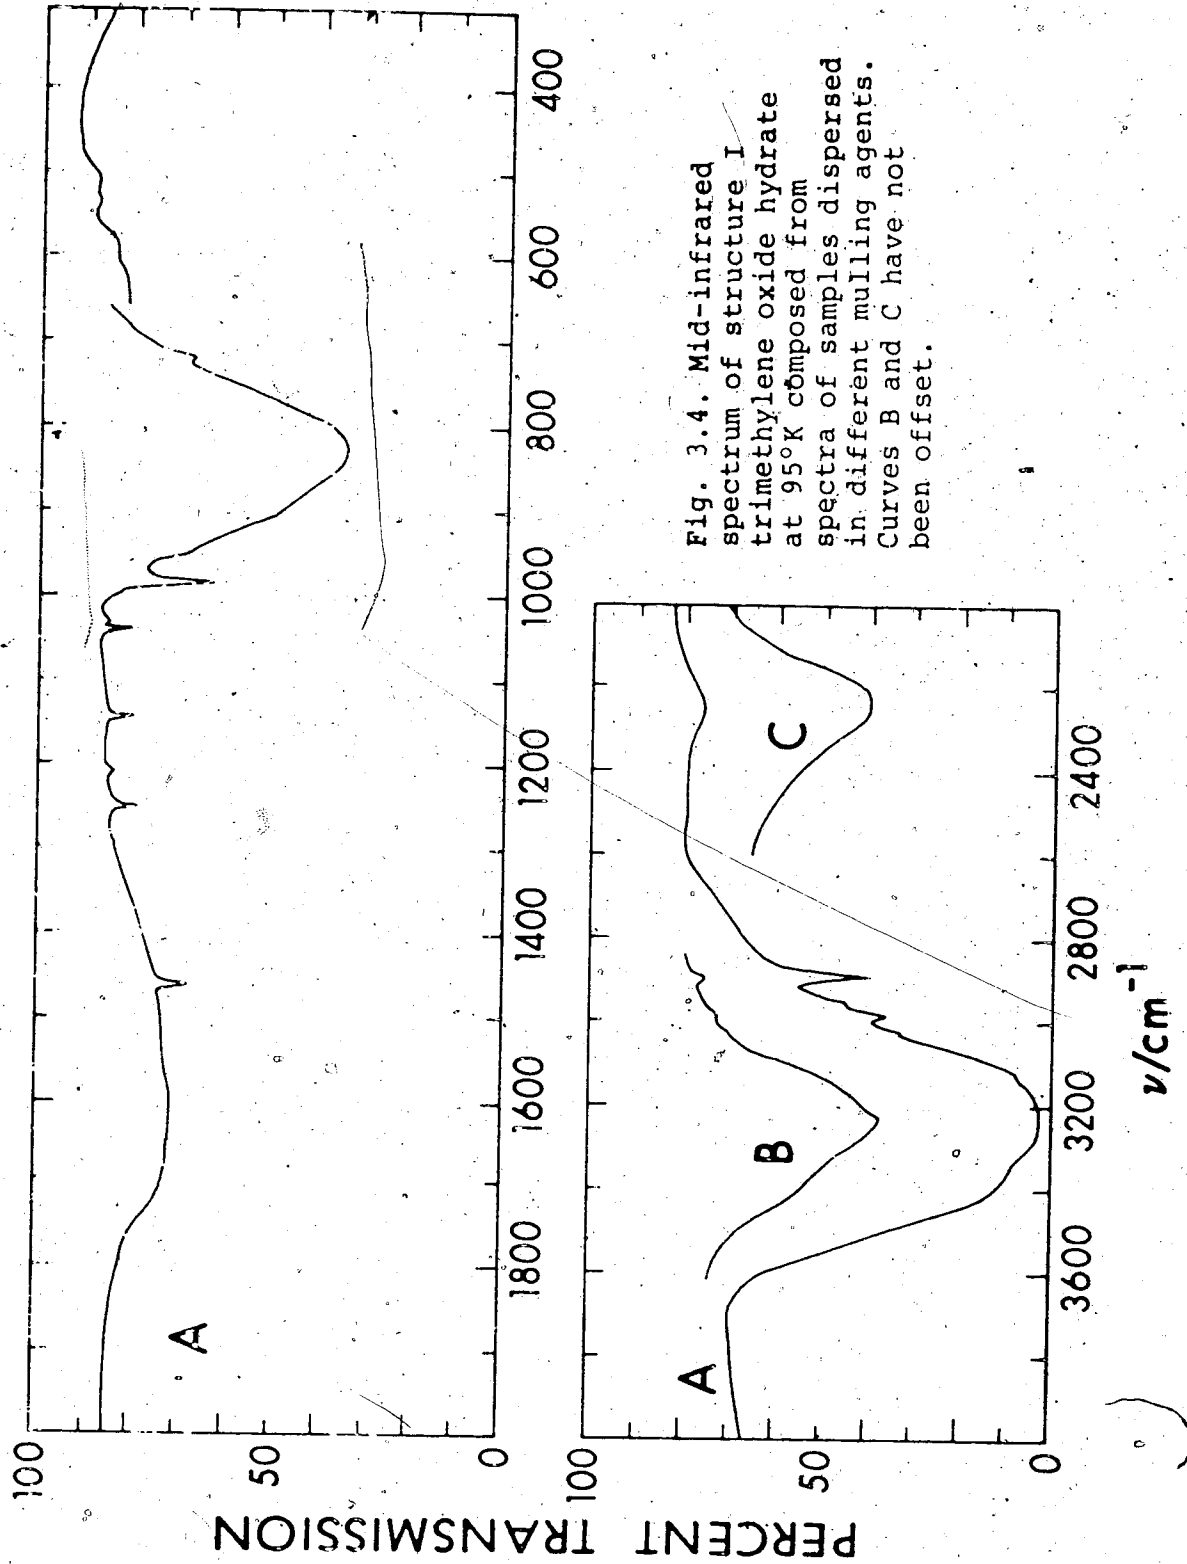 PERCENT TRANSMISSION
100
50
0
A
1800
1600
1400
1200
1000
800
600
400
100
50
0
A
B
C
3600
3200
2800
2400
ν/cm⁻¹
Fig. 3.4. Mid-infrared
spectrum of structure I
trimethylene oxide hydrate
at 95°K composed from
spectra of samples dispersed
in different mulling agents.
Curves B and C have not
been offset.